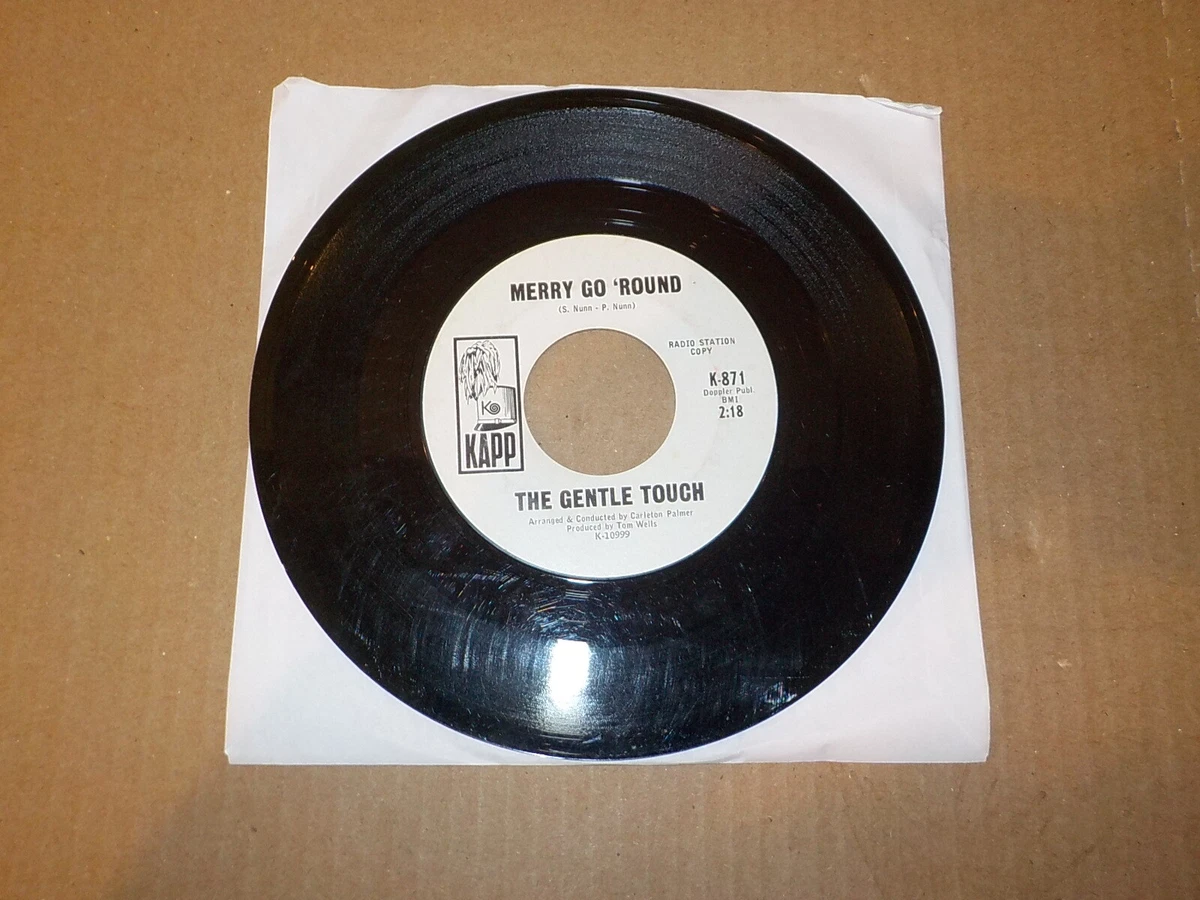 MERRY GO 'ROUND
(S. Nunn - P. Nunn)
RADIO STATION
COPY
K-871
Doppler Publ.
BMI
2:18
K
KAPP
THE GENTLE TOUCH
Arranged & Conducted by Carleton Palmer
Produced by Tom Wells
K-10999